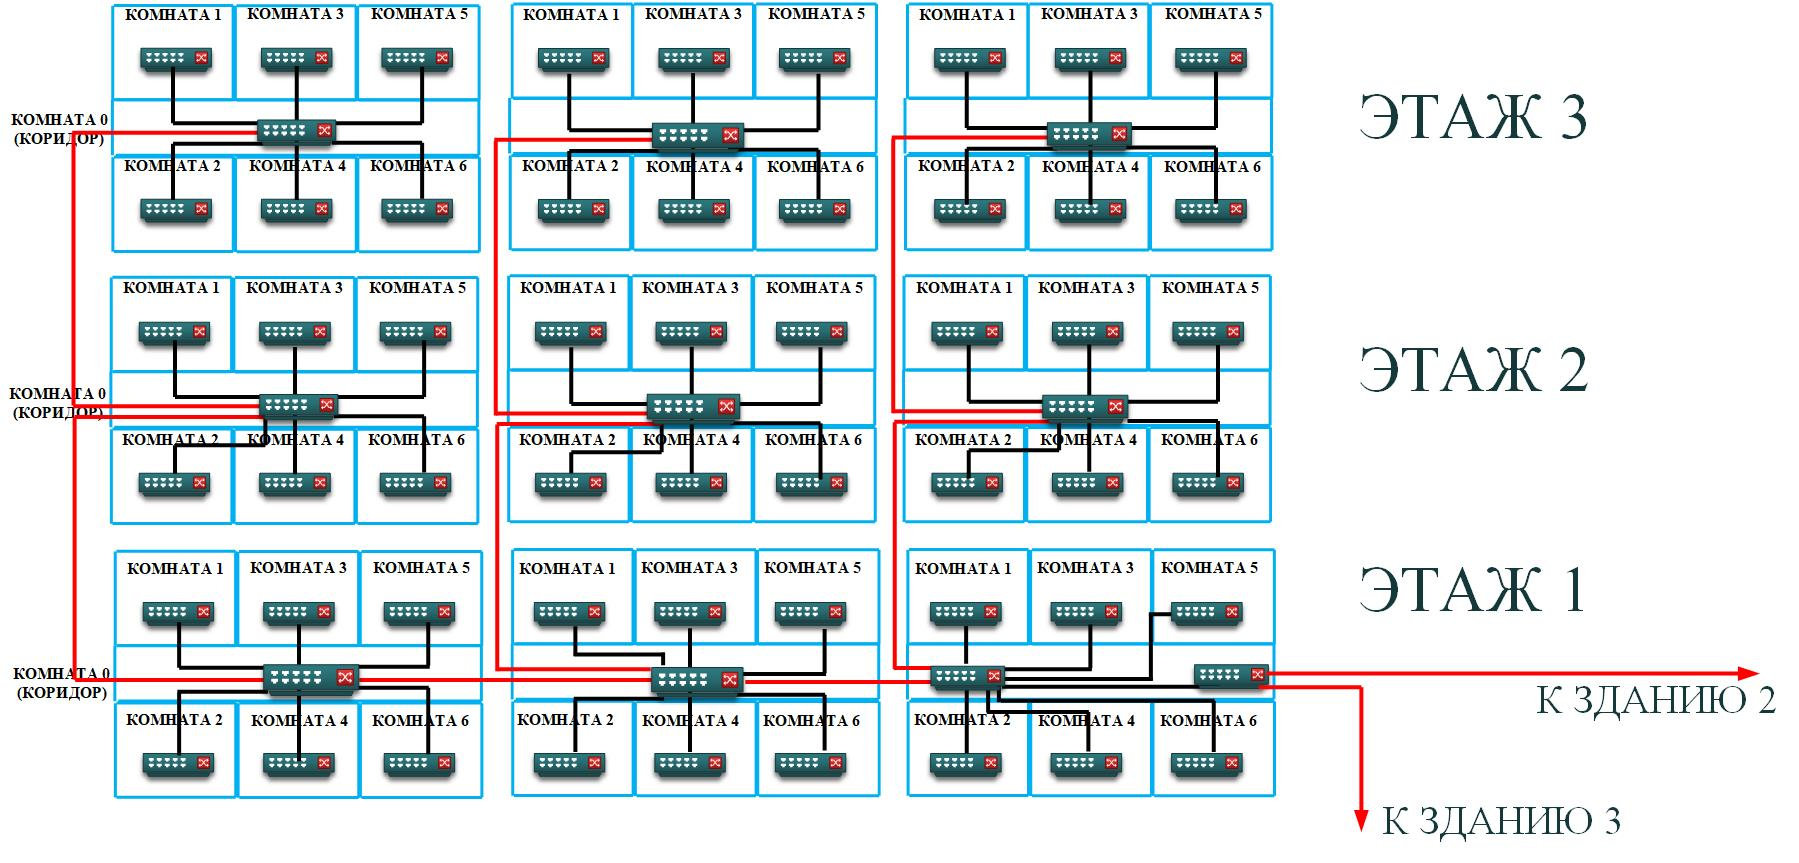 КОМНАТА 1 КОМНАТА 3 КОМНАТА 5 КОМНАТА 1 КОМНАТА 3 КОМНАТА 5 КОМНАТА 1 КОМНАТА 3 КОМНАТА 5
ЭТАЖ 3
КОМНАТА 0
(КОРИДОР)
КОМНАТА 2 КОМНАТА 4 КОМНАТА 6 КОМНАТА 2 КОМНАТА 4 КОМНАТА 6 КОМНАТА 2 КОМНАТА 4 КОМНАТА 6
КОМНАТА 1 КОМНАТА 3 КОМНАТА 5 КОМНАТА 1 КОМНАТА 3 КОМНАТА 5 КОМНАТА 1 КОМНАТА 3 КОМНАТА 5
ЭТАЖ 2
КОМНАТА 0
(КОРИДОР)
КОМНАТА 2 КОМНАТА 4 КОМНАТА 6 КОМНАТА 2 КОМНАТА 4 КОМНАТА 6 КОМНАТА 2 КОМНАТА 4 КОМНАТА 6
КОМНАТА 1 КОМНАТА 3 КОМНАТА 5 КОМНАТА 1 КОМНАТА 3 КОМНАТА 5 КОМНАТА 1 КОМНАТА 3 КОМНАТА 5
ЭТАЖ 1
КОМНАТА 0
(КОРИДОР)
К ЗДАНИЮ 2
КОМНАТА 2 КОМНАТА 4 КОМНАТА 6 КОМНАТА 2 КОМНАТА 4 КОМНАТА 6 КОМНАТА 2 КОМНАТА 4 КОМНАТА 6
К ЗДАНИЮ 3